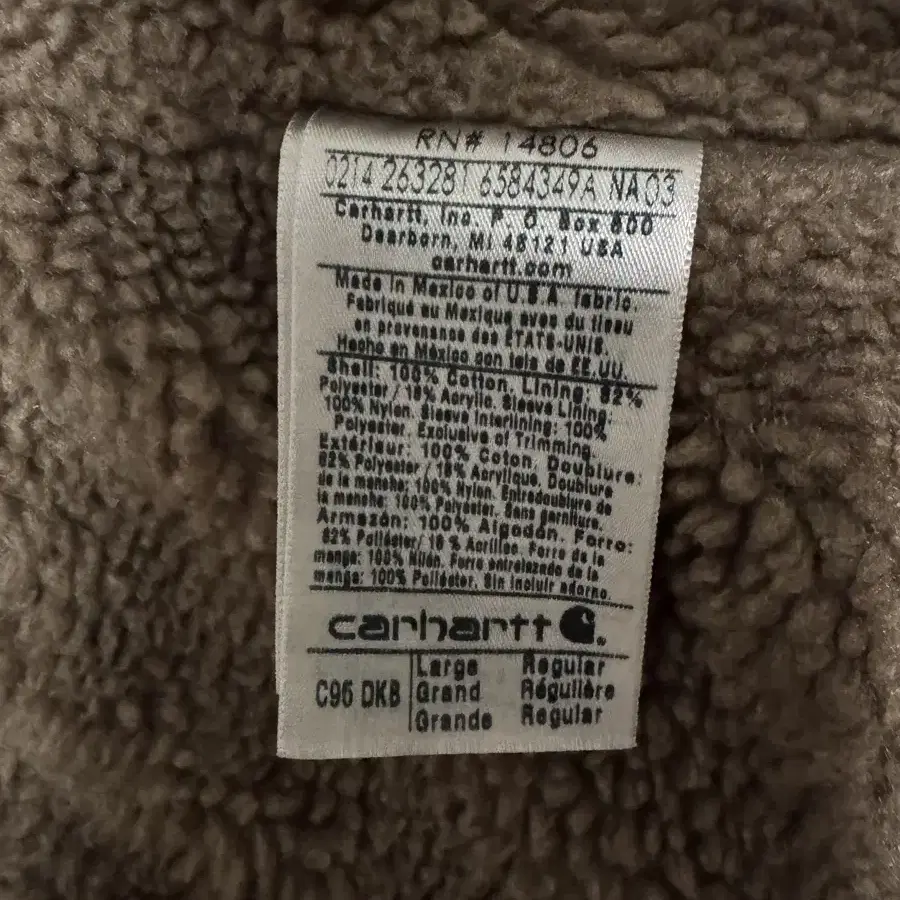 RN# 14806
0214 263281 6584349A NA03
Carhartt, Inc. P. O. Box 600
Dearborn, MI 48121 USA
carhartt.com
Made in Mexico of U.S.A. fabric.
Fabriqué au Mexique avec du tissu
en provenance des ÉTATS-UNIS.
Hecho en México con tela de EE.UU.
Shell: 100% Cotton. Lining: 82%
Polyester / 18% Acrylic. Sleeve Lining:
100% Nylon. Sleeve Interlining: 100%
Polyester. Exclusive of Trimming.
Extérieur: 100% Coton. Doublure:
82% Polyester / 18% Acrylique. Doublure
de la manche: 100% Nylon. Entredoublure de
la manche: 100% Polyester. Sans garniture.
Armazón: 100% Algodón. Forro:
82% Poliéster / 18% Acrílico. Forro de la
manga: 100% Nilón. Forro entrelazado de la
manga: 100% Poliéster. Sin incluir adorno.
carhartt
C95 DKB
Large Regular
Grand Régulière
Grande Regular